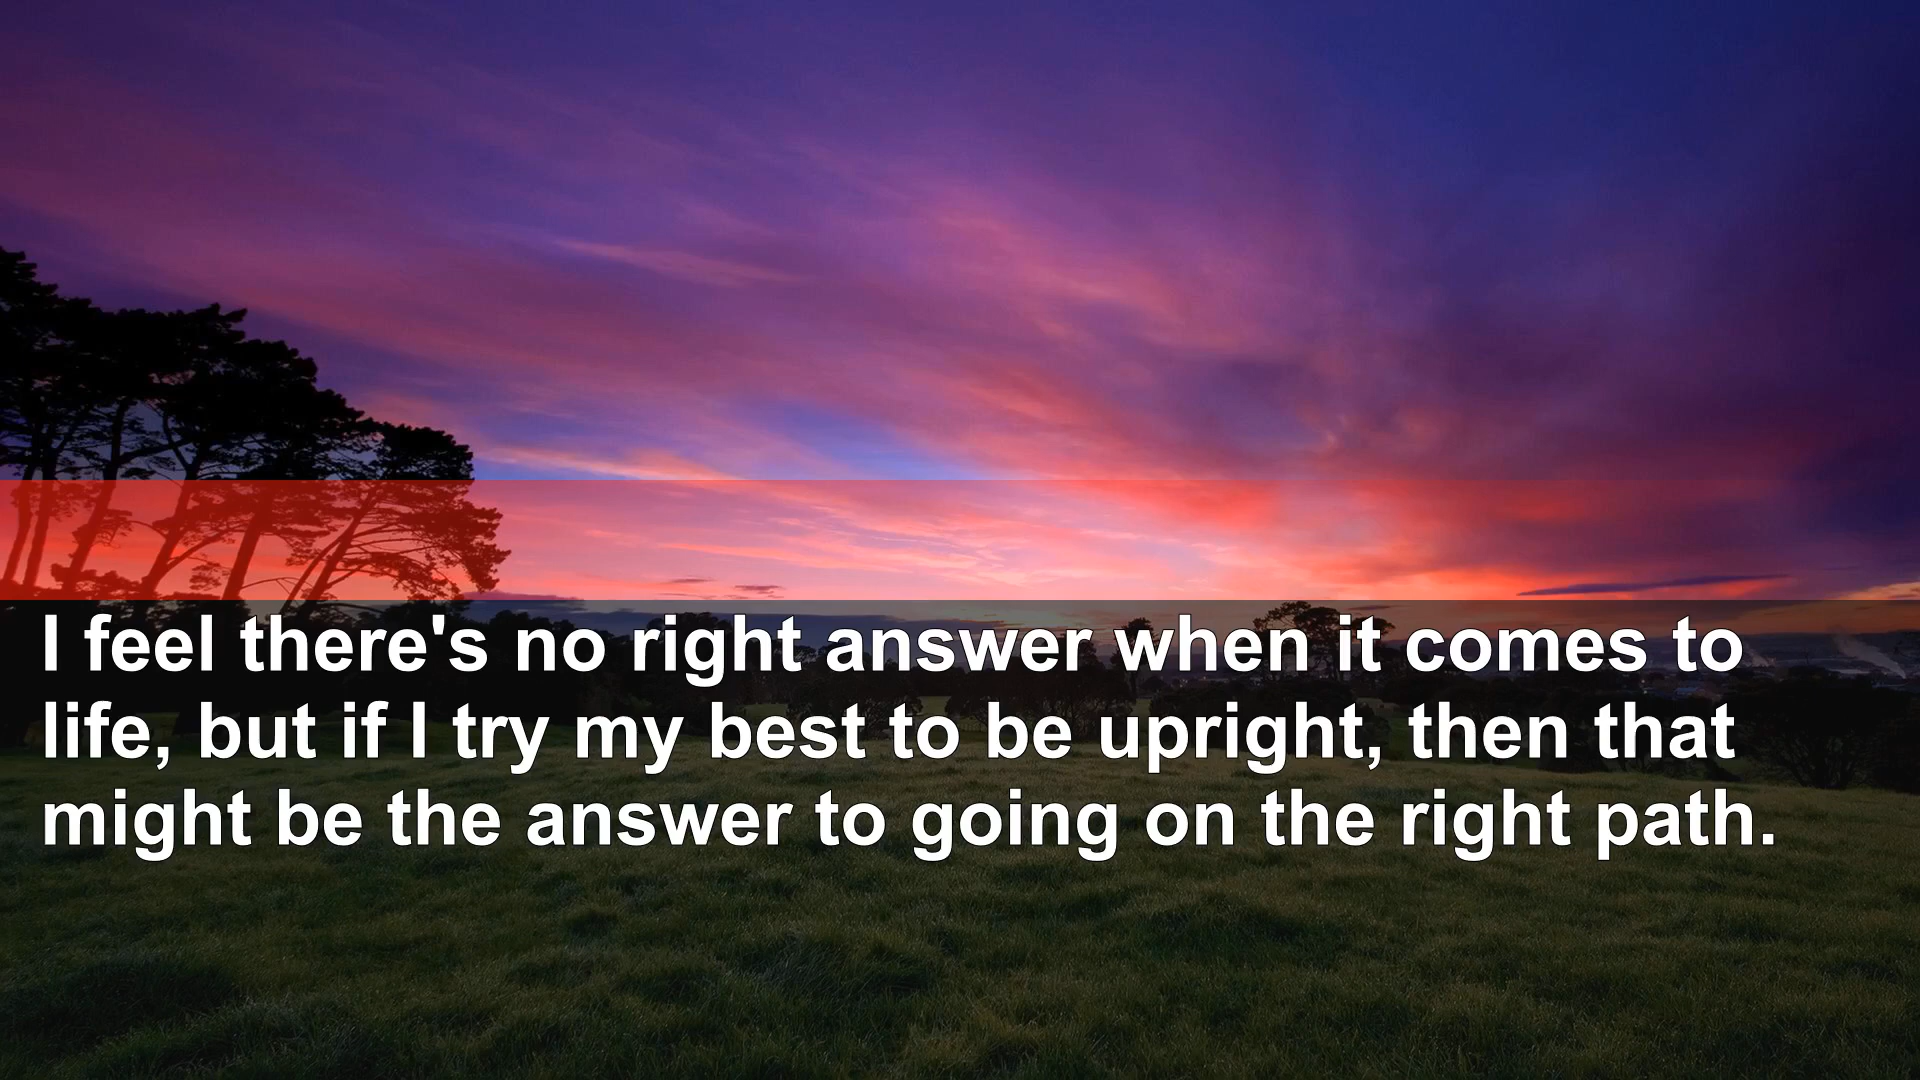 I feel there's no right answer when it comes to
life, but if I try my best to be upright, then that
might be the answer to going on the right path.